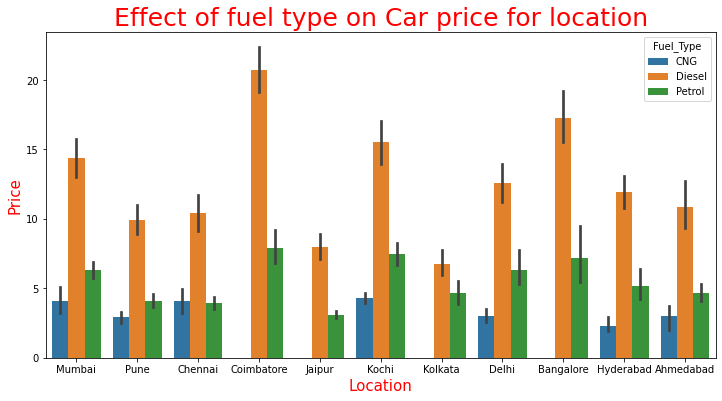 Effect of fuel type on Car price for location
Fuel_Type
CNG
Diesel
Petrol
20
15
10
5
0
Price
Mumbai Pune Chennai Coimbatore Jaipur Kochi Kolkata Delhi Bangalore Hyderabad Ahmedabad
Location